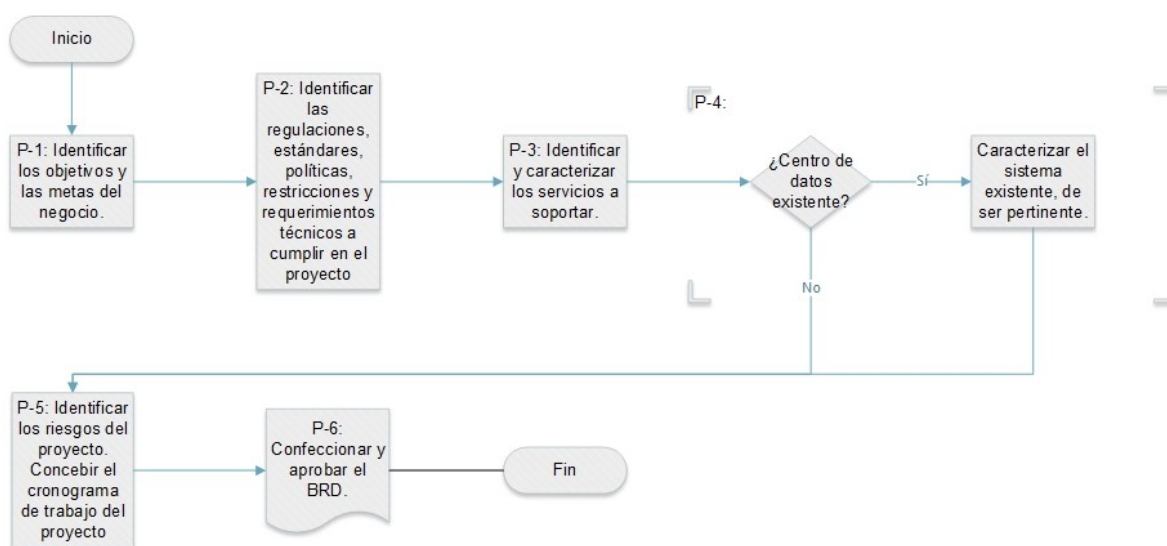 Inicio
P-1: Identificar
los objetivos y
las metas del
negocio.
P-2: Identificar
las
regulaciones,
estándares,
políticas,
restricciones y
requerimientos
técnicos a
cumplir en el
proyecto
P-3: Identificar
y caracterizar
los servicios a
soportar.
P-4:
¿Centro de
datos
existente?
Sí
Caracterizar el
sistema
existente, de
ser pertinente.
No
P-5: Identificar
los riesgos del
proyecto.
Concebir el
cronograma
de trabajo del
proyecto
P-6:
Confeccionar y
aprobar el
BRD.
Fin